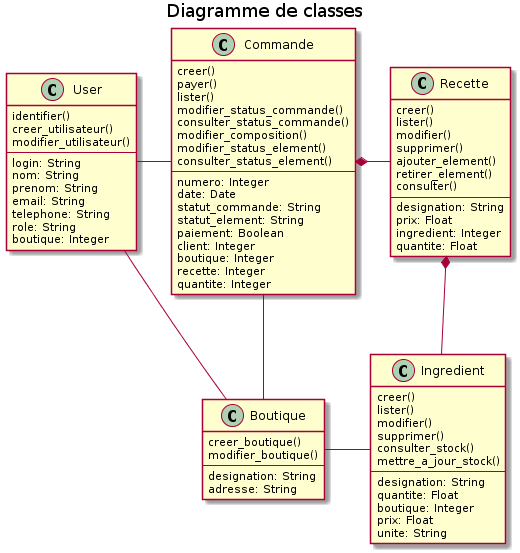 Diagramme de classes
C Commande
creer()
payer()
lister()
modifier_status_commande()
consulter_status_commande()
modifier_composition()
modifier_status_element()
consulter_status_element()
numero: Integer
date: Date
statut_commande: String
statut_element: String
paiement: Boolean
client: Integer
boutique: Integer
recette: Integer
quantite: Integer
C User
identifier()
creer_utilisateur()
modifier_utilisateur()
login: String
nom: String
prenom: String
email: String
telephone: String
role: String
boutique: Integer
C Recette
creer()
lister()
modifier()
supprimer()
ajouter_element()
retirer_element()
consulter()
designation: String
prix: Float
ingredient: Integer
quantite: Float
C Boutique
creer_boutique()
modifier_boutique()
designation: String
adresse: String
C Ingredient
creer()
lister()
modifier()
supprimer()
consulter_stock()
mettre_a_jour_stock()
designation: String
quantite: Float
boutique: Integer
prix: Float
unite: String